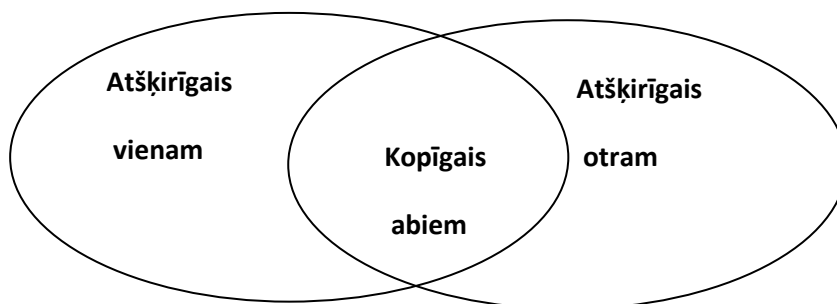 Atšķirīgais
vienam
Kopīgais
abiem
Atšķirīgais
otram